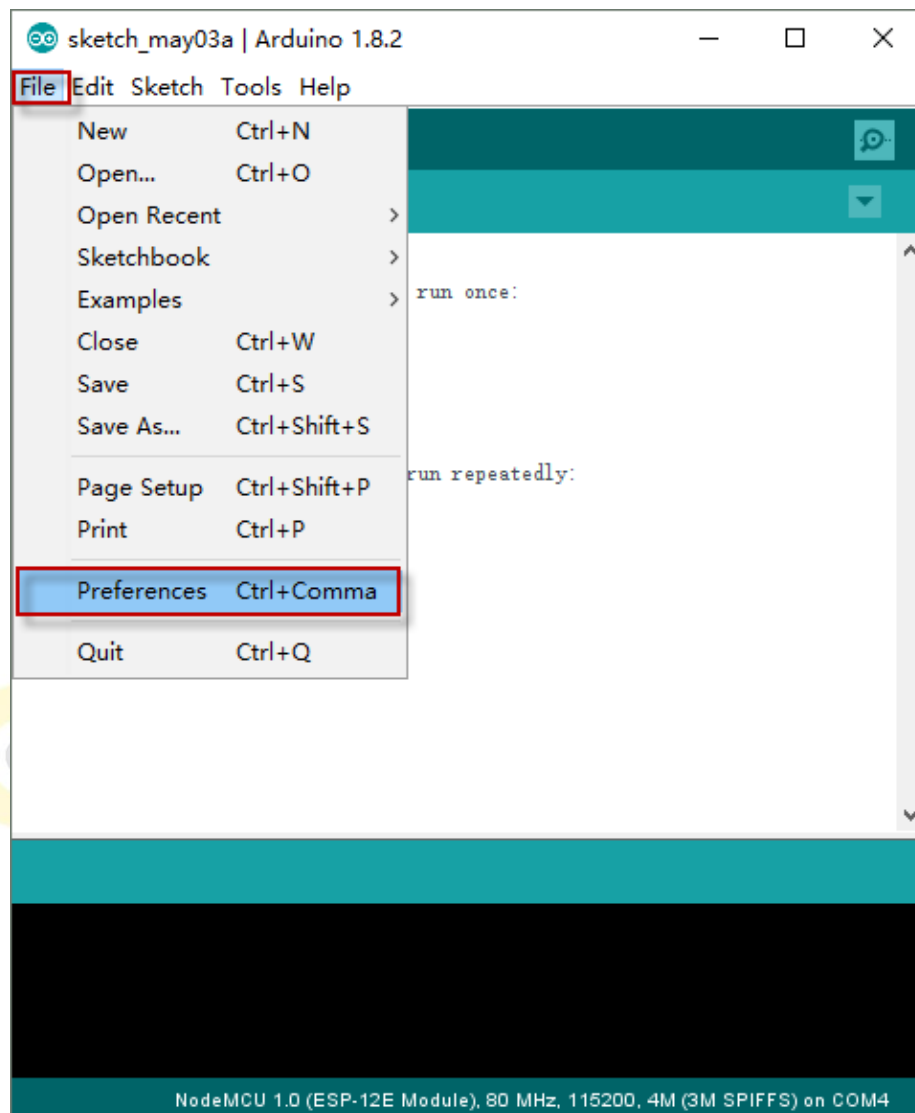 sketch_may03a | Arduino 1.8.2
File Edit Sketch Tools Help
New Ctrl+N
Open... Ctrl+O
Open Recent
Sketchbook
Examples
run once:
Close Ctrl+W
Save Ctrl+S
Save As... Ctrl+Shift+S
run repeatedly:
Page Setup Ctrl+Shift+P
Print Ctrl+P
Preferences Ctrl+Comma
Quit Ctrl+Q
NodeMCU 1.0 (ESP-12E Module), 80 MHz, 115200, 4M (3M SPIFFS) on COM4